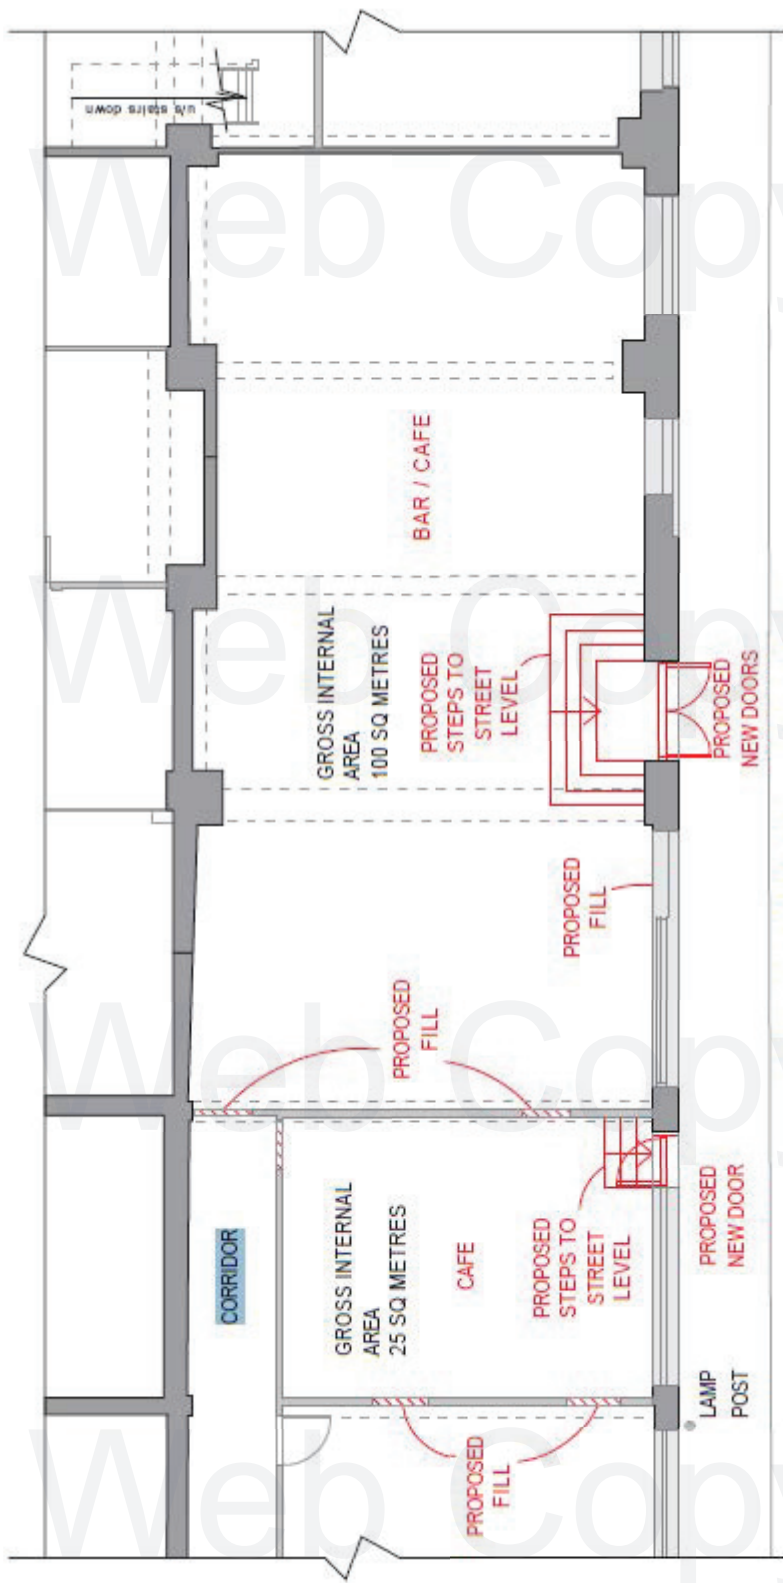 Web Copy
Web Copy
Web Copy
Web Copy
CORRIDOR
GROSS INTERNAL
AREA
25 SQ METRES
CAFE
PROPOSED
FILL
PROPOSED
STEPS TO
STREET
LEVEL
LAMP
POST
PROPOSED
NEW DOOR
PROPOSED
FILL
PROPOSED
FILL
GROSS INTERNAL
AREA
100 SQ METRES
BAR / CAFE
PROPOSED
STEPS TO
STREET
LEVEL
PROPOSED
NEW DOORS
u/s stairs down